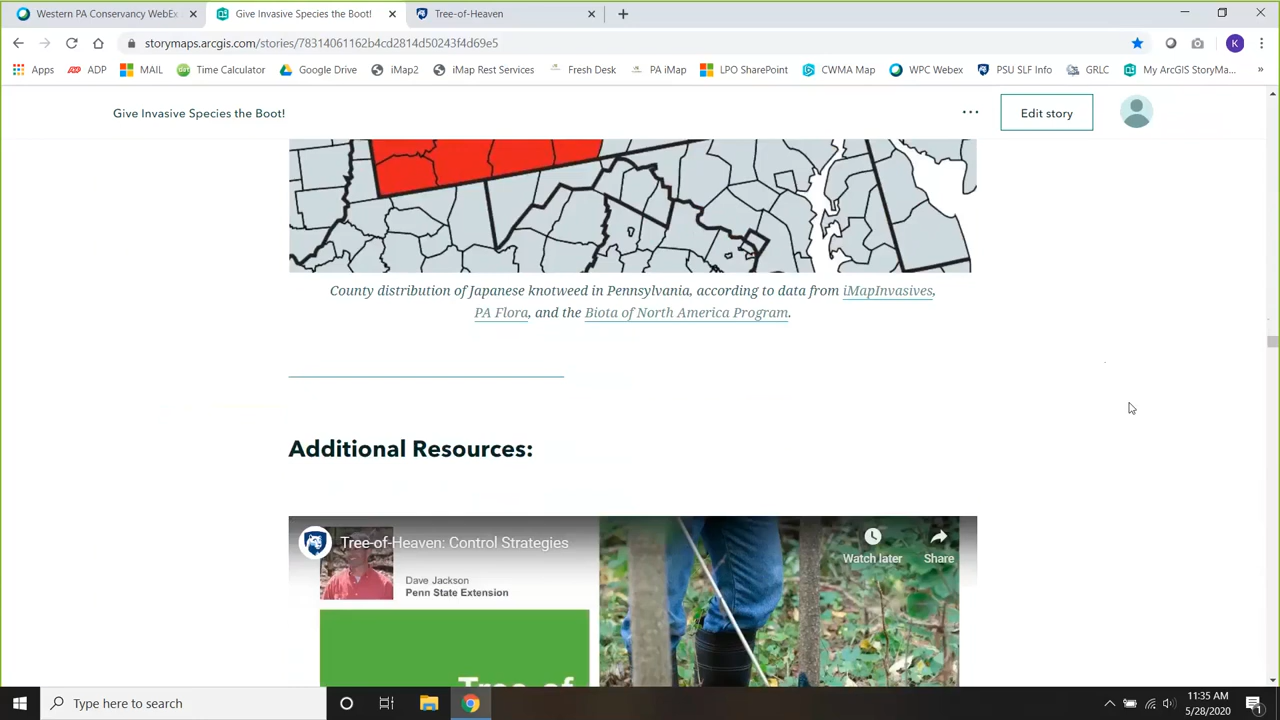 Western PA Conservancy WebEx
Give Invasive Species the Boot!
Tree-of-Heaven
storymaps.arcgis.com/stories/78314061162b4cd2814d50243f4d69e5
K
Apps
ADP
MAIL
Time Calculator
Google Drive
iMap2
iMap Rest Services
Fresh Desk
PA iMap
LPO SharePoint
CWMA Map
WPC Webex
PSU SLF Info
GRLC
My ArcGIS StoryMa...
Give Invasive Species the Boot!
Edit story
County distribution of Japanese knotweed in Pennsylvania, according to data from iMapInvasives,
PA Flora, and the Biota of North America Program.
Additional Resources:
Tree-of-Heaven: Control Strategies
Watch later
Share
Dave Jackson
Penn State Extension
Tree-of
Type here to search
11:35 AM
5/28/2020
1